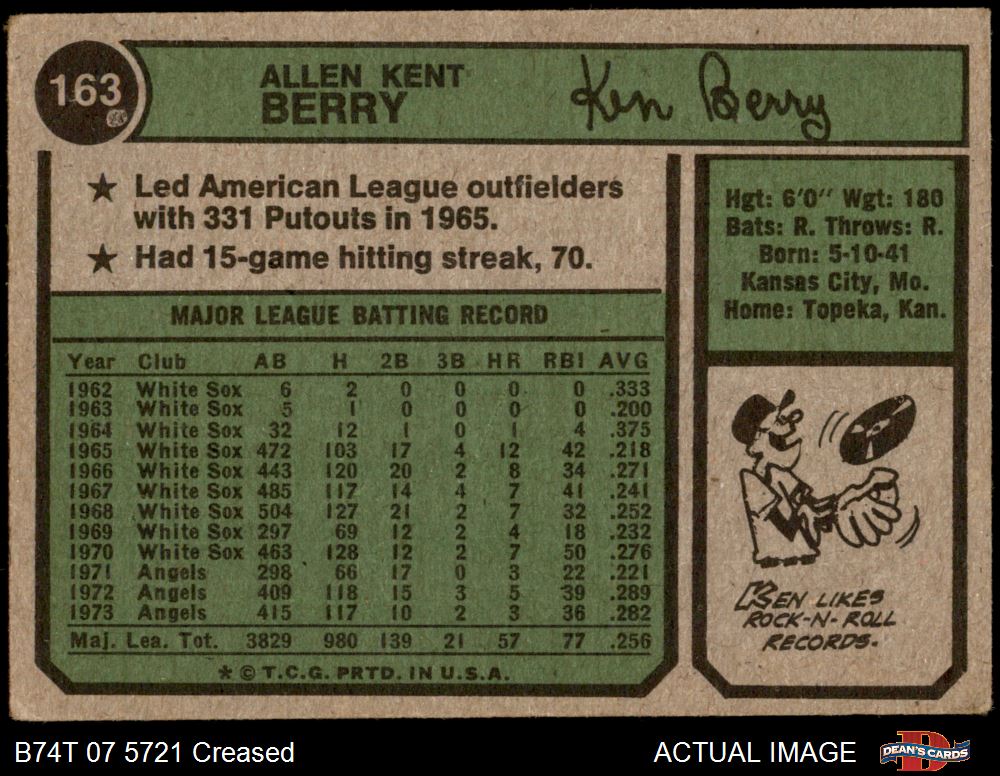 163
ALLEN KENT
BERRY
Ken Berry
★ Led American League outfielders
with 331 Putouts in 1965.
★ Had 15-game hitting streak, 70.
MAJOR LEAGUE BATTING RECORD
Year Club AB H 2B 3B HR RBI AVG
1962 White Sox 6 2 0 0 0 0 .333
1963 White Sox 5 1 0 0 0 0 .200
1964 White Sox 32 12 1 0 1 4 .375
1965 White Sox 472 103 17 4 12 42 .218
1966 White Sox 443 120 20 2 8 34 .271
1967 White Sox 485 117 14 4 7 41 .241
1968 White Sox 504 127 21 2 7 32 .252
1969 White Sox 297 69 12 2 4 18 .232
1970 White Sox 463 128 12 2 7 50 .276
1971 Angels 298 66 17 0 3 22 .221
1972 Angels 409 118 15 3 5 39 .289
1973 Angels 415 117 10 2 3 36 .282
Maj. Lea. Tot. 3829 980 139 21 57 77 .256
* © T.C.G. PRTD. IN U.S.A.
Hgt: 6'0" Wgt: 180
Bats: R. Throws: R.
Born: 5-10-41
Kansas City, Mo.
Home: Topeka, Kan.
KEN LIKES
ROCK-N-ROLL
RECORDS.
B74T 07 5721 Creased
ACTUAL IMAGE
D
DEAN'S CARDS